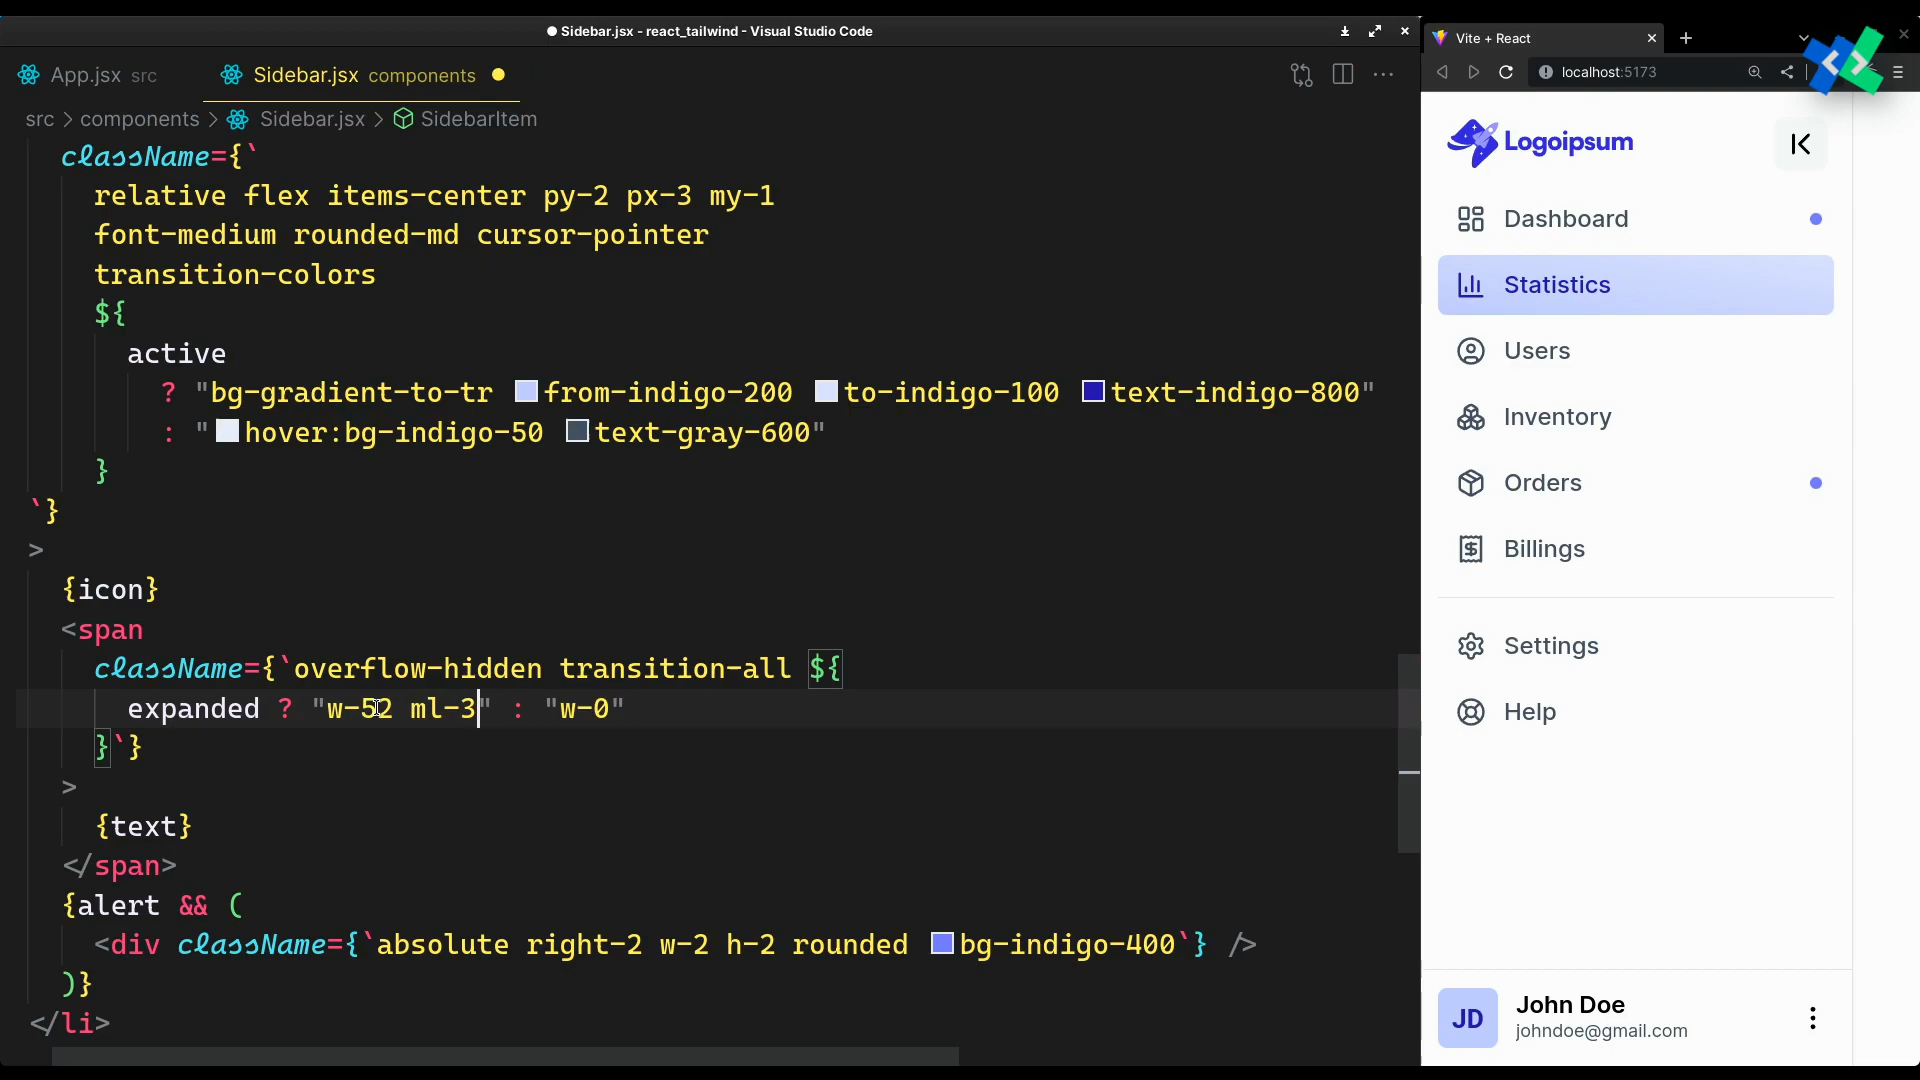 Sidebar.jsx - react_tailwind - Visual Studio Code
App.jsx src
Sidebar.jsx components
src > components > Sidebar.jsx > SidebarItem
className={`
relative flex items-center py-2 px-3 my-1
font-medium rounded-md cursor-pointer
transition-colors
${
active
? "bg-gradient-to-tr from-indigo-200 to-indigo-100 text-indigo-800"
: "hover:bg-indigo-50 text-gray-600"
}
`}
>
{icon}
<span
className={`overflow-hidden transition-all ${
expanded ? "w-52 ml-3" : "w-0"
}`}
>
{text}
</span>
{alert && (
<div className={`absolute right-2 w-2 h-2 rounded bg-indigo-400`} />
)}
</li>
Vite + React
localhost:5173
Logoipsum
Dashboard
Statistics
Users
Inventory
Orders
Billings
Settings
Help
JD
John Doe
johndoe@gmail.com